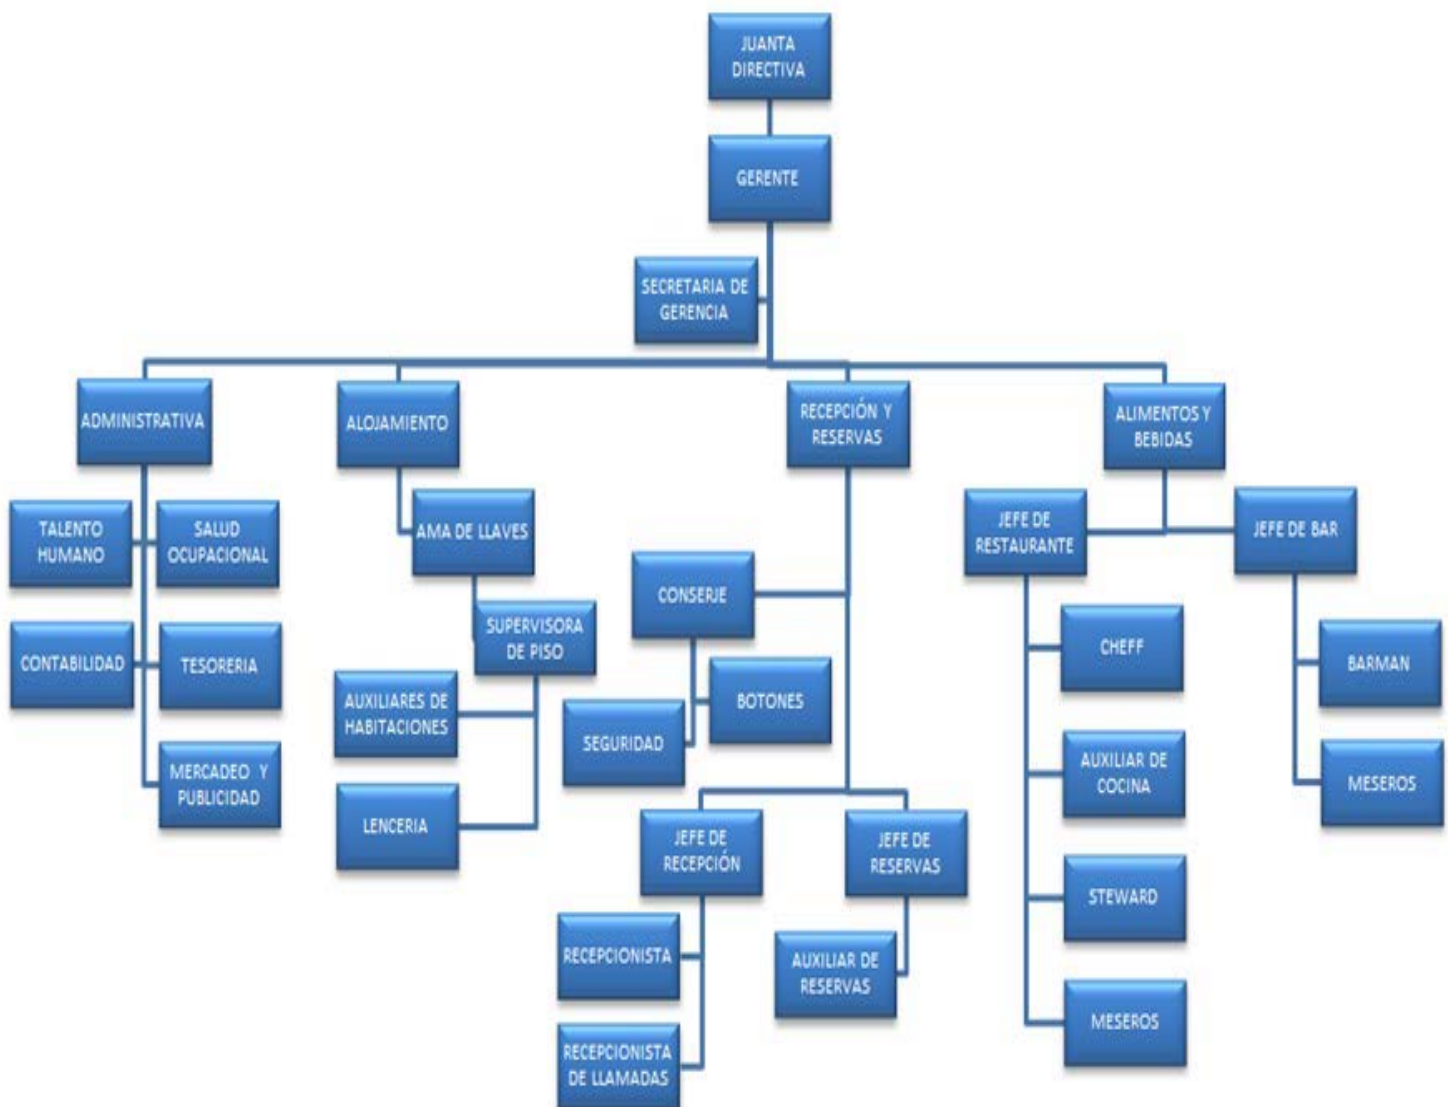 JUANTA
DIRECTIVA
GERENTE
SECRETARIA DE
GERENCIA
ADMINISTRATIVA
ALOJAMIENTO
RECEPCIÓN Y
RESERVAS
ALIMENTOS Y
BEBIDAS
TALENTO
HUMANO
SALUD
OCUPACIONAL
CONTABILIDAD
TESORERIA
MERCADEO Y
PUBLICIDAD
AMA DE LLAVES
SUPERVISORA
DE PISO
AUXILIARES DE
HABITACIONES
LENCERIA
CONSERJE
BOTONES
SEGURIDAD
JEFE DE
RECEPCIÓN
RECEPCIONISTA
RECEPCIONISTA
DE LLAMADAS
JEFE DE
RESERVAS
AUXILIAR DE
RESERVAS
JEFE DE
RESTAURANTE
CHEFF
AUXILIAR DE
COCINA
STEWARD
MESEROS
JEFE DE BAR
BARMAN
MESEROS